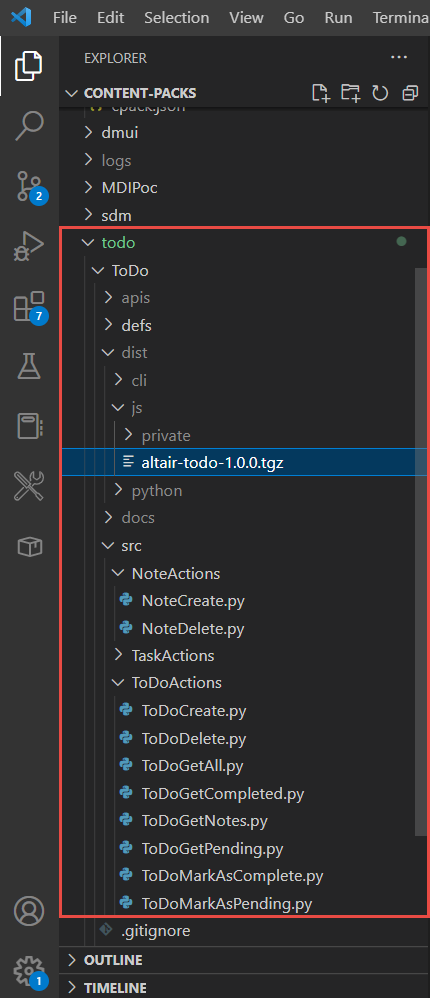 File Edit Selection View Go Run Termina
EXPLORER
CONTENT-PACKS
cpack.json
dmui
logs
MDIPoc
2
sdm
todo
ToDo
apis
7
defs
dist
cli
js
private
altair-todo-1.0.0.tgz
python
docs
src
NoteActions
NoteCreate.py
NoteDelete.py
TaskActions
ToDoActions
ToDoCreate.py
ToDoDelete.py
ToDoGetAll.py
ToDoGetCompleted.py
ToDoGetNotes.py
ToDoGetPending.py
ToDoMarkAsComplete.py
ToDoMarkAsPending.py
.gitignore
OUTLINE
1
TIMELINE